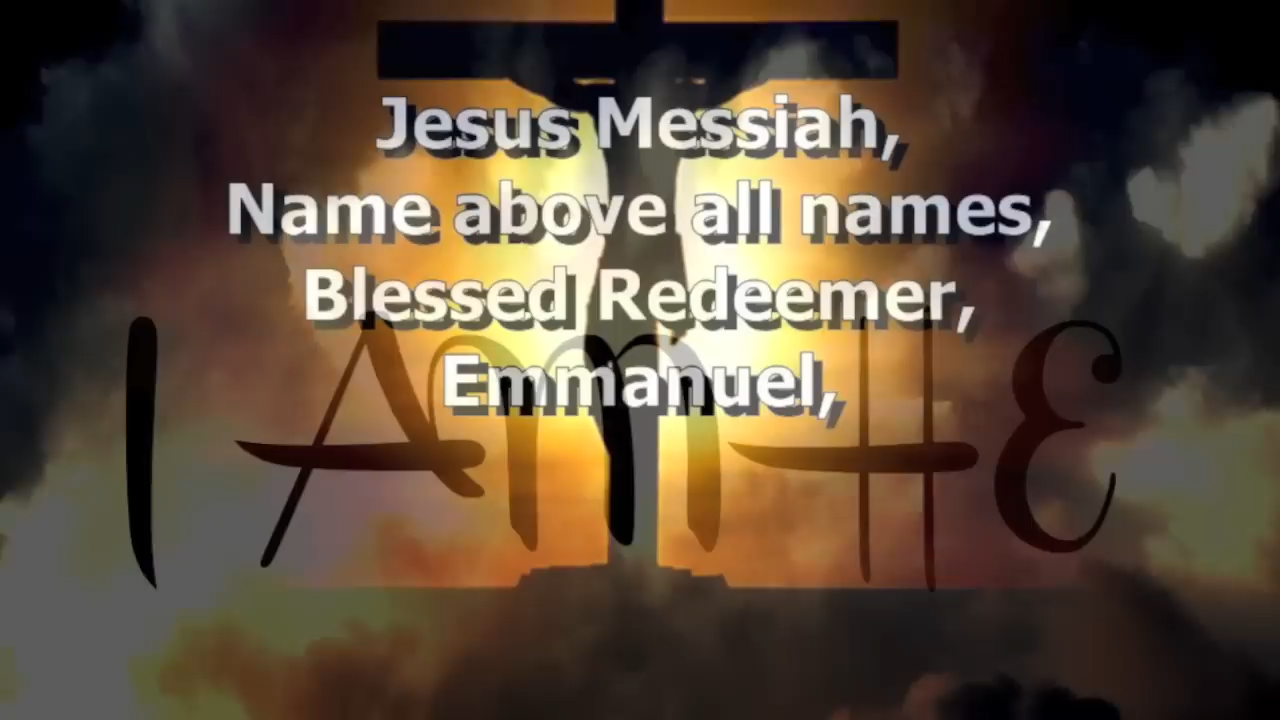 Jesus Messiah,
Name above all names,
Blessed Redeemer,
Emmanuel,
I AM HE